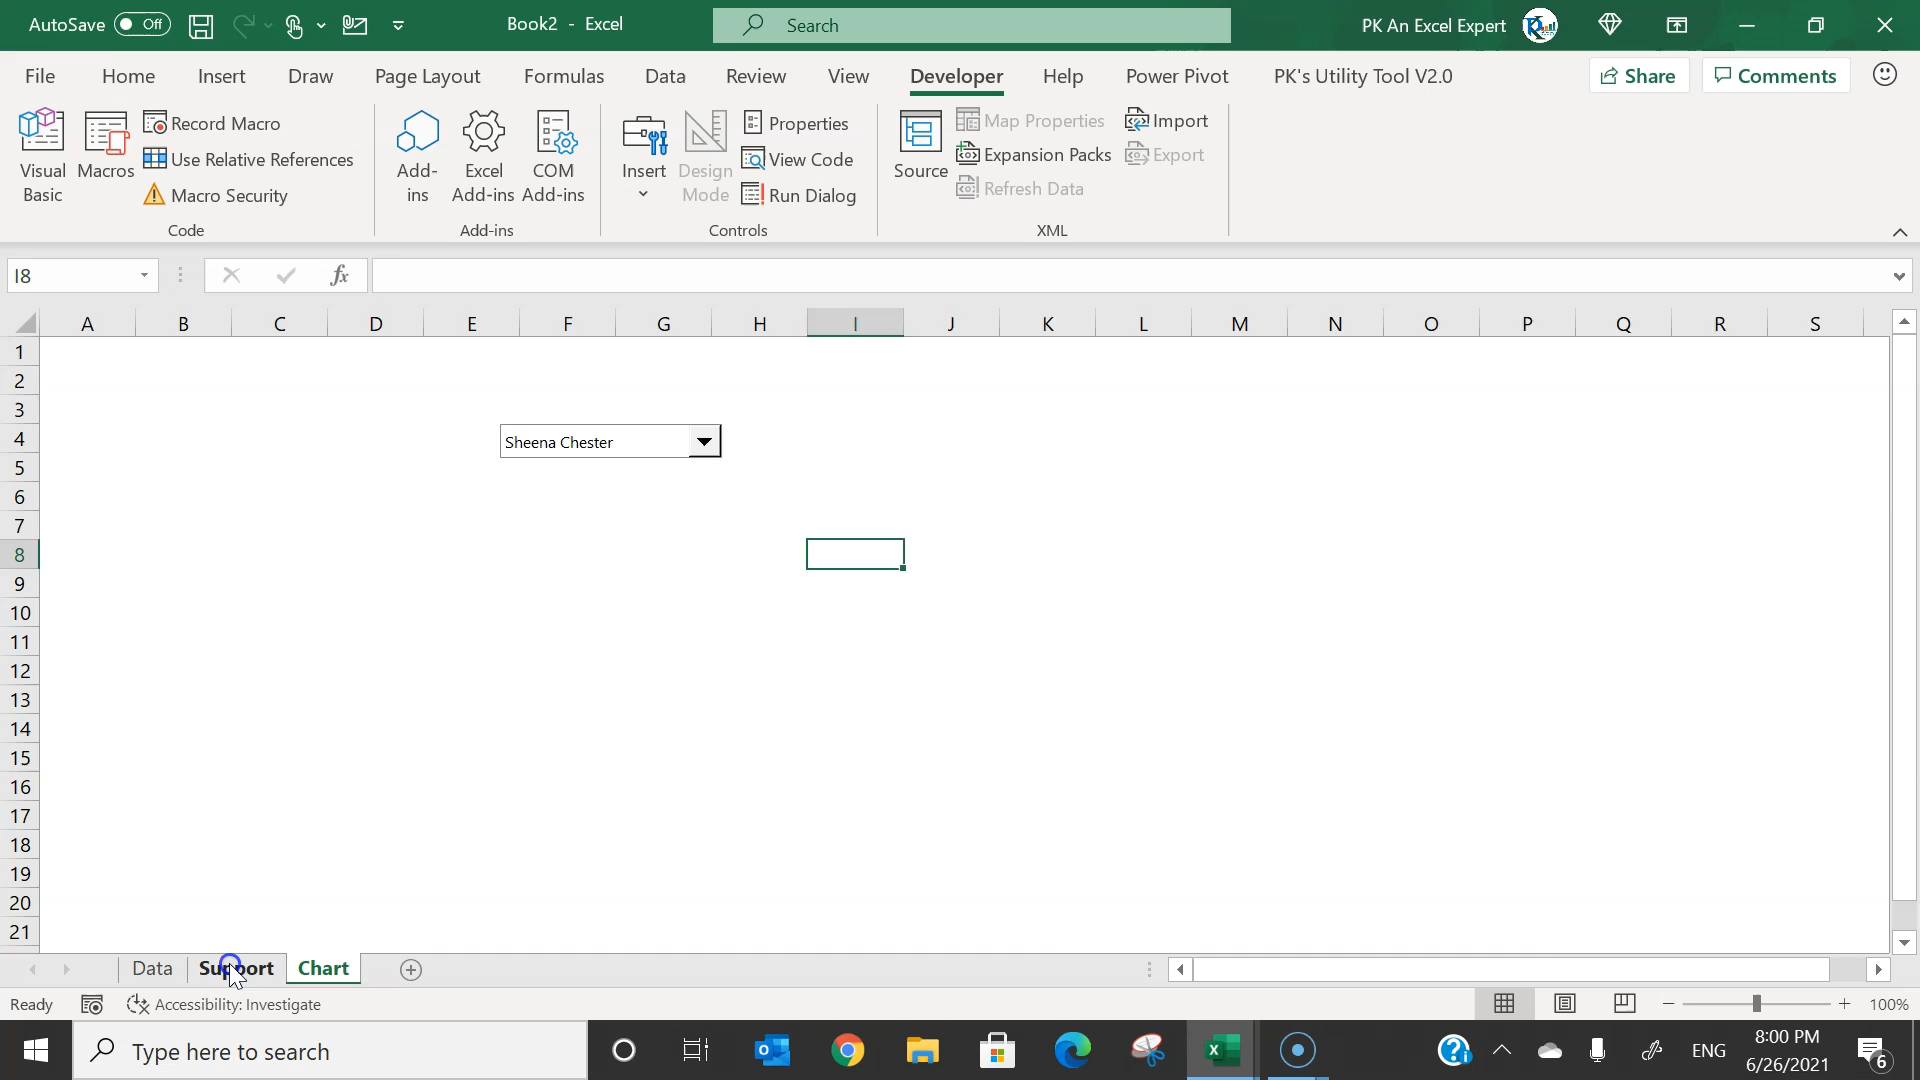 AutoSave Off Book2 - Excel Search PK An Excel Expert
File Home Insert Draw Page Layout Formulas Data Review View Developer Help Power Pivot PK's Utility Tool V2.0 Share Comments
Visual Basic Macros Record Macro Use Relative References Macro Security
Add-ins Excel Add-ins COM Add-ins
Insert Design Mode Properties View Code Run Dialog
Source Map Properties Expansion Packs Refresh Data Import Export
Code Add-ins Controls XML
I8 fx
A B C D E F G H I J K L M N O P Q R S
1
2
3
4 Sheena Chester
5
6
7
8
9
10
11
12
13
14
15
16
17
18
19
20
21
Data Support Chart
Ready Accessibility: Investigate 100%
Type here to search ENG 8:00 PM
6/26/2021 6